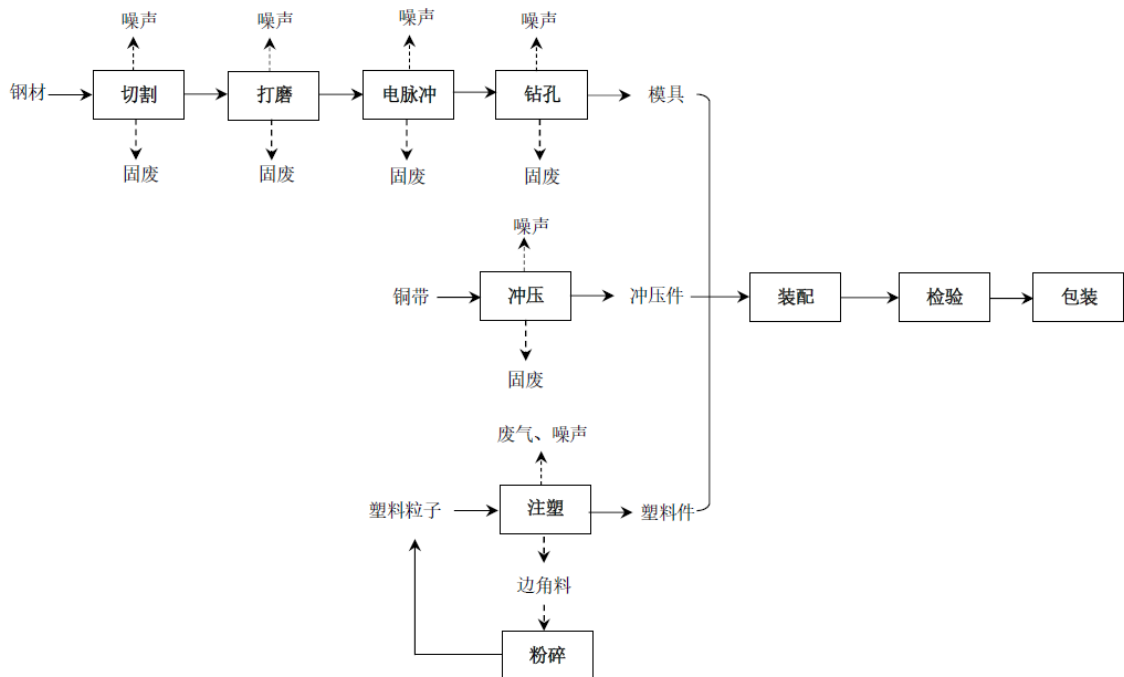 噪声 噪声 噪声 噪声
钢材 切割 打磨 电脉冲 钻孔 模具
固废 固废 固废 固废
噪声
铜带 冲压 冲压件 装配 检验 包装
固废
废气、噪声
塑料粒子 注塑 塑料件
边角料
粉碎